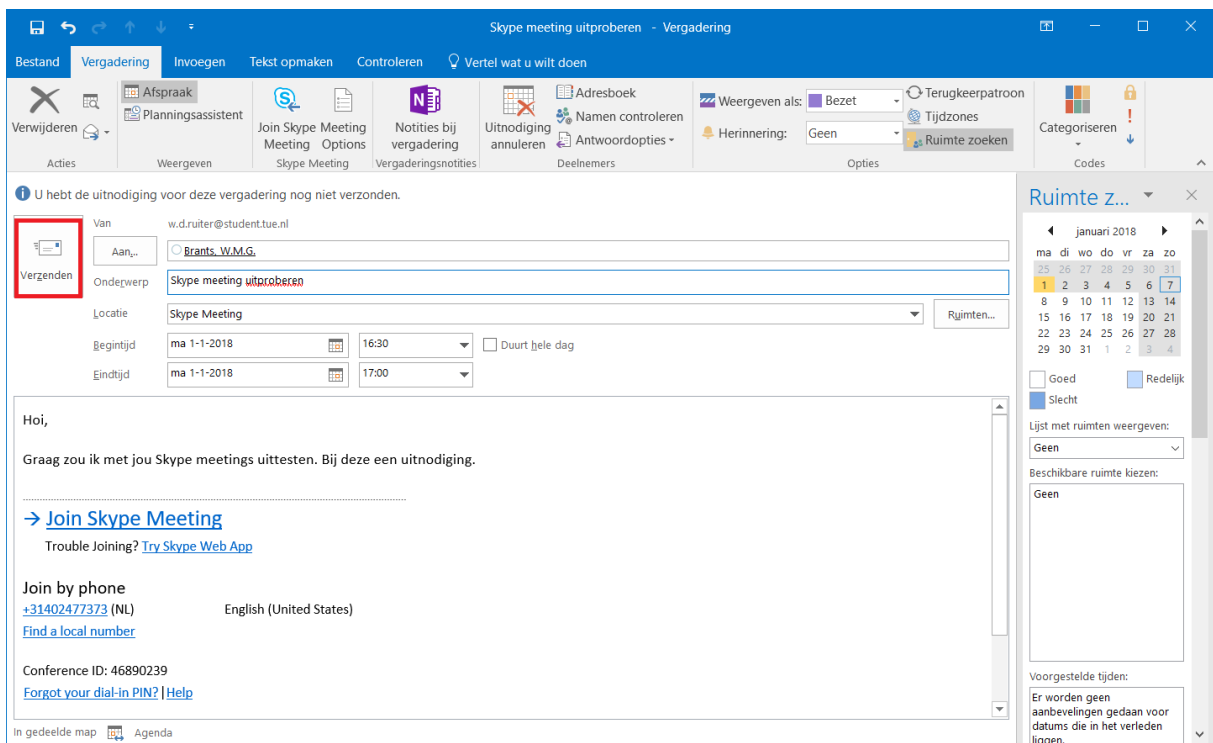 Skype meeting uitproberen - Vergadering
Bestand Vergadering Invoegen Tekst opmaken Controleren Vertel wat u wilt doen
Verwijderen
Acties
Afspraak
Planningsassistent
Weergeven
Join Skype Meeting
Meeting Options
Skype Meeting
Notities bij
vergadering
Vergaderingsnotities
Uitnodiging
annuleren
Adresboek
Namen controleren
Antwoordopties
Deelnemers
Weergeven als: Bezet
Herinnering: Geen
Terugkeerpatroon
Tijdzones
Ruimte zoeken
Opties
Categoriseren
Codes
U hebt de uitnodiging voor deze vergadering nog niet verzonden.
Verzenden
Van w.d.ruiter@student.tue.nl
Aan... Brants, W.M.G.
Onderwerp Skype meeting uitproberen
Locatie Skype Meeting Ruimten...
Begintijd ma 1-1-2018 16:30 Duurt hele dag
Eindtijd ma 1-1-2018 17:00
Hoi,
Graag zou ik met jou Skype meetings uittesten. Bij deze een uitnodiging.
→ Join Skype Meeting
Trouble Joining? Try Skype Web App
Join by phone
+31402477373 (NL) English (United States)
Find a local number
Conference ID: 46890239
Forgot your dial-in PIN? | Help
In gedeelde map Agenda
Ruimte z...
januari 2018
ma di wo do vr za zo
25 26 27 28 29 30 31
1 2 3 4 5 6 7
8 9 10 11 12 13 14
15 16 17 18 19 20 21
22 23 24 25 26 27 28
29 30 31 1 2 3 4
Goed Redelijk
Slecht
Lijst met ruimten weergeven:
Geen
Beschikbare ruimte kiezen:
Geen
Voorgestelde tijden:
Er worden geen
aanbevelingen gedaan voor
datums die in het verleden
liggen.